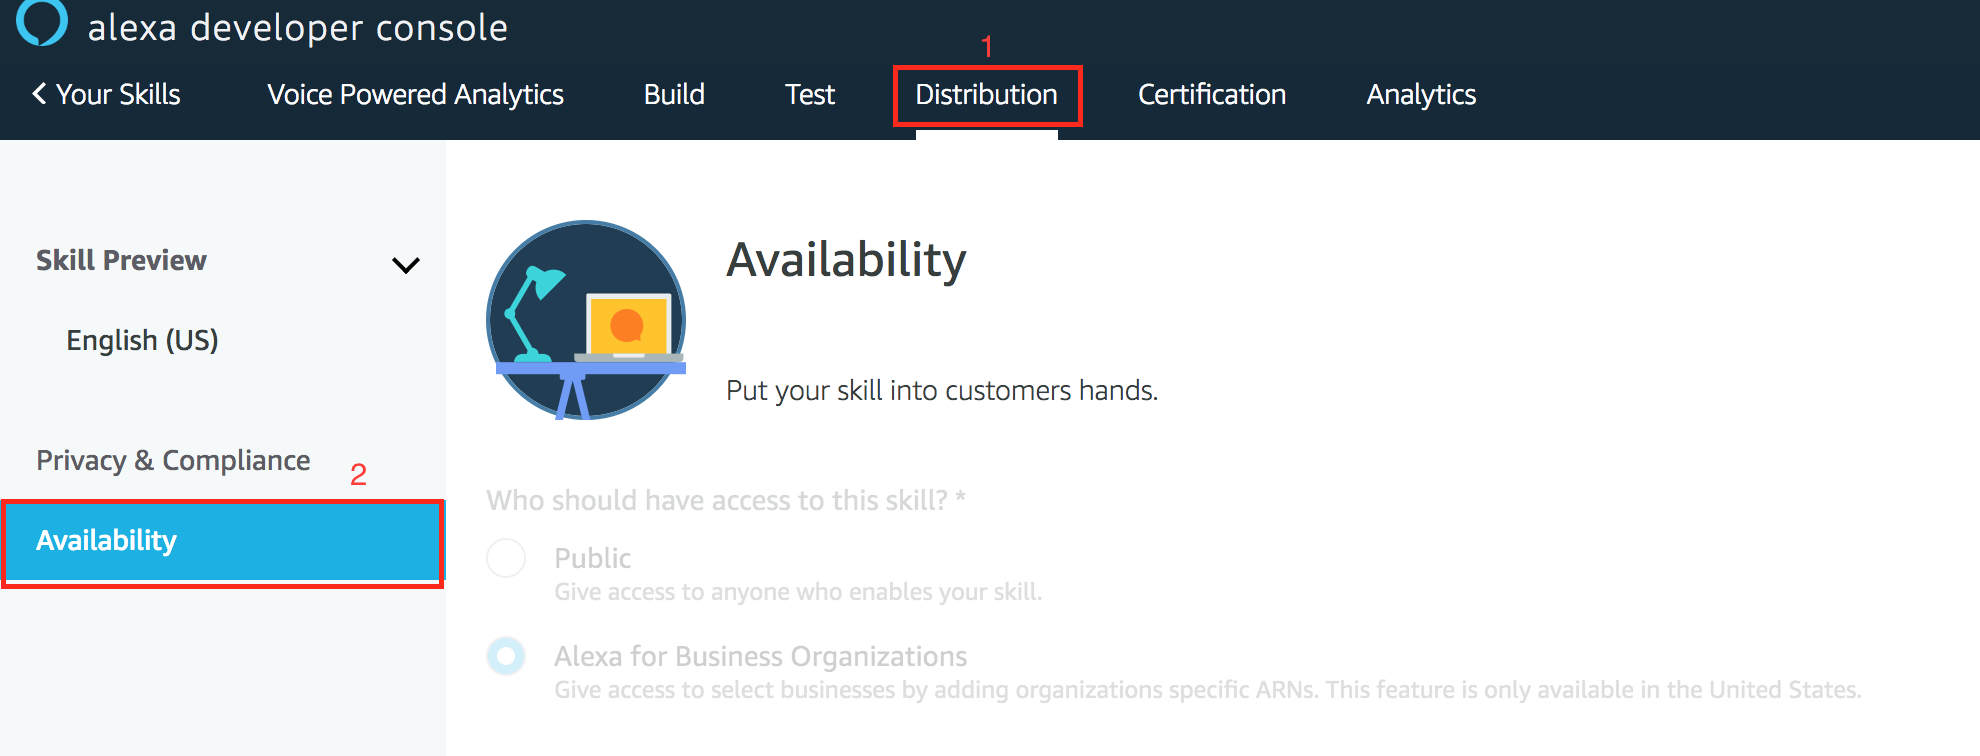 alexa developer console
1
Your Skills Voice Powered Analytics Build Test Distribution Certification Analytics
Skill Preview
English (US)
Privacy & Compliance
2
Availability
Availability
Put your skill into customers hands.
Who should have access to this skill? *
Public
Give access to anyone who enables your skill.
Alexa for Business Organizations
Give access to select businesses by adding organizations specific ARNs. This feature is only available in the United States.